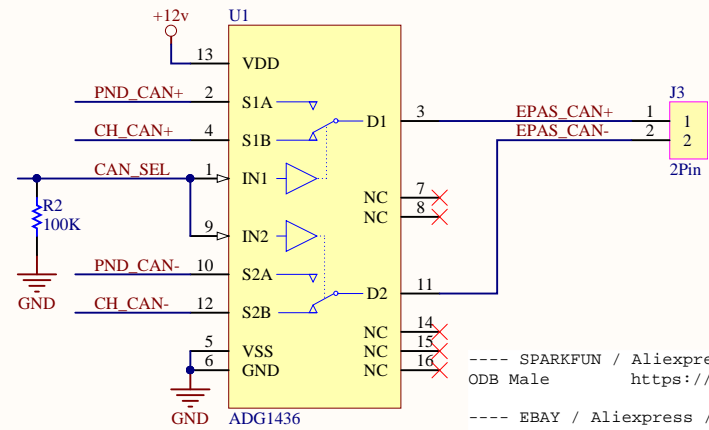 +12v
U1
13 VDD
PND_CAN+ 2 S1A
CH_CAN+ 4 S1B
D1 3 EPAS_CAN+ 1 1
EPAS_CAN- 2 2
J3
2Pin
CAN_SEL 1 IN1
R2
100K
GND
9 IN2
NC 7
NC 8
PND_CAN- 10 S2A
CH_CAN- 12 S2B
D2 11
5 VSS
6 GND
NC 14
NC 15
NC 16
GND
ADG1436
---- SPARKFUN / Aliexpre
ODB Male https://
---- EBAY / Aliexpress /